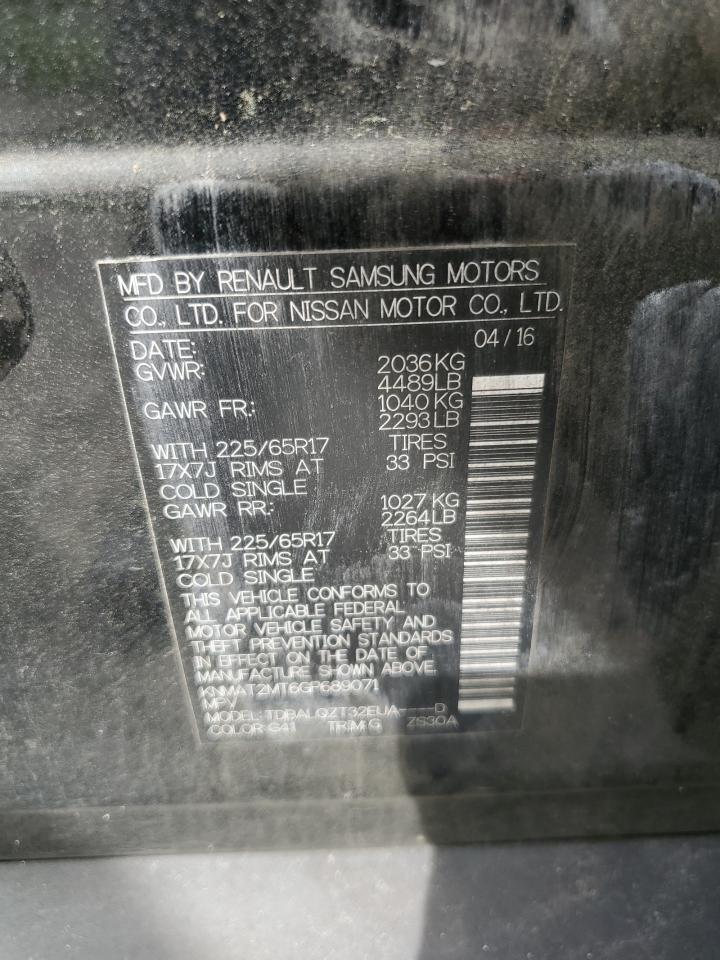 MFD BY RENAULT SAMSUNG MOTORS
CO., LTD. FOR NISSAN MOTOR CO., LTD.
DATE: 04/16
GVWR: 2036KG
4489LB
GAWR FR.: 1040KG
2293LB
WITH 225/65R17 TIRES
17X7J RIMS AT 33 PSI
COLD SINGLE
GAWR RR.: 1027KG
2264LB
WITH 225/65R17 TIRES
17X7J RIMS AT 33 PSI
COLD SINGLE
THIS VEHICLE CONFORMS TO
ALL APPLICABLE FEDERAL
MOTOR VEHICLE SAFETY AND
THEFT PREVENTION STANDARDS
IN EFFECT ON THE DATE OF
MANUFACTURE SHOWN ABOVE.
KNMAT2MT6GP689071
MPV
MODEL: TDBALQZT32EUA----D
COLOR:G41 TRIM:G ZS30A